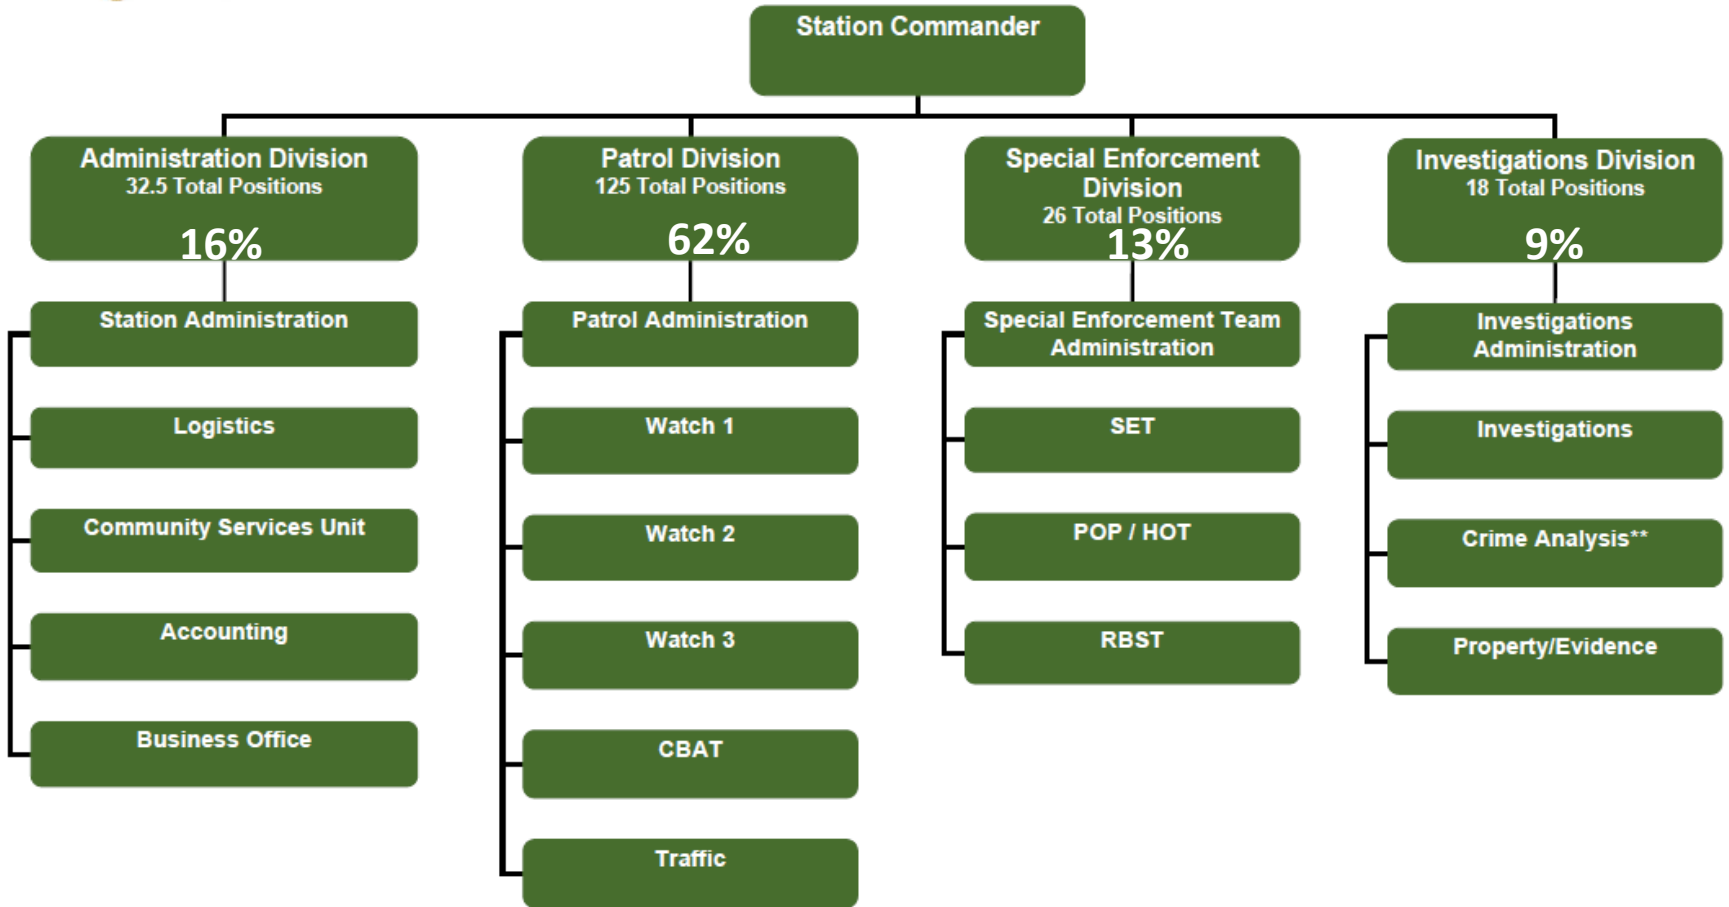 Station Commander
Administration Division
32.5 Total Positions
16%
Patrol Division
125 Total Positions
62%
Special Enforcement
Division
26 Total Positions
13%
Investigations Division
18 Total Positions
9%
Station Administration
Logistics
Community Services Unit
Accounting
Business Office
Patrol Administration
Watch 1
Watch 2
Watch 3
CBAT
Traffic
Special Enforcement Team
Administration
SET
POP / HOT
RBST
Investigations
Administration
Investigations
Crime Analysis**
Property/Evidence